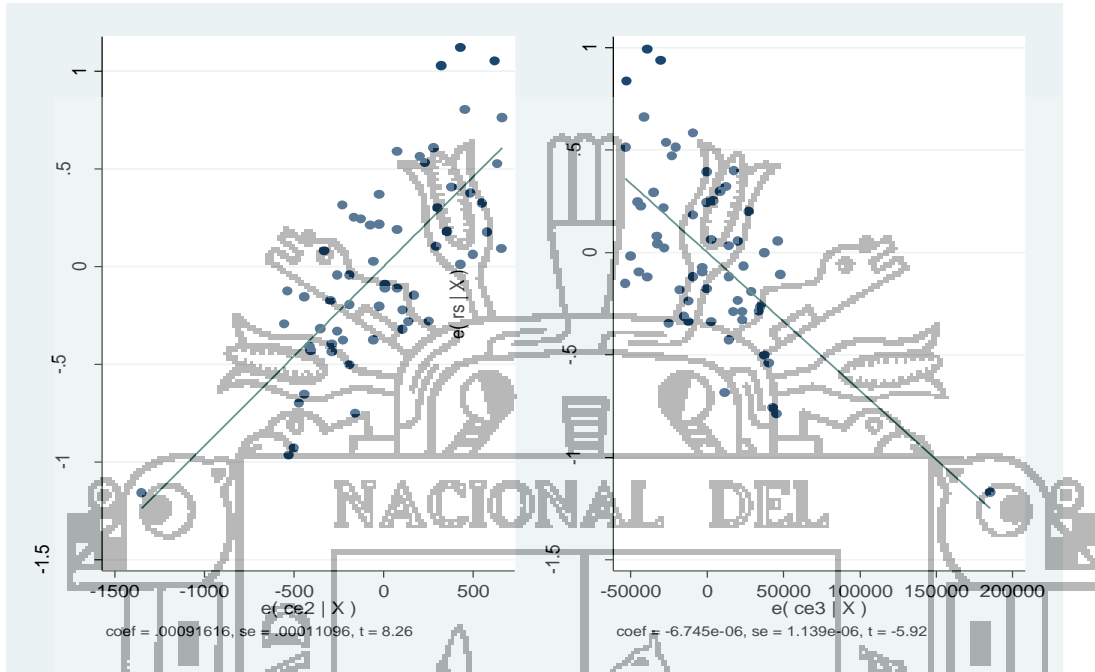 1
.5
0
-.5
-1
-1.5
-1500 -1000 -500 0 500
e( ce2 | X )
coef = .00091616, se = .00011096, t = 8.26
e( rs | X )
1
.5
0
-.5
-1
-1.5
-50000 0 50000 100000 150000 200000
e( ce3 | X )
coef = -6.745e-06, se = 1.139e-06, t = -5.92
NACIONAL DEL